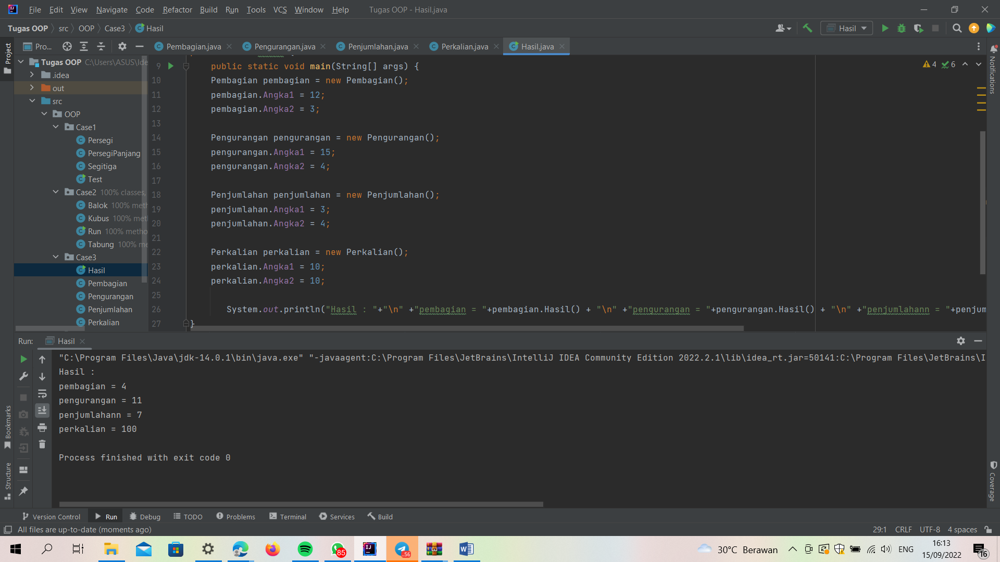 File Edit View Navigate Code Refactor Build Run Tools VCS Window Help Tugas OOP - Hasil.java
Tugas OOP src OOP Case3 Hasil
Hasil
Project
Pro...
Pembagian.java Pengurangan.java Penjumlahan.java Perkalian.java Hasil.java
Tugas OOP C:\Users\ASUS\Ide
.idea
out
src
OOP
Case1
Persegi
PersegiPanjang
Segitiga
Test
Case2 100% classes,
Balok 100% meth
Kubus 100% met
Run 100% metho
Tabung 100% me
Case3
Hasil
Pembagian
Pengurangan
Penjumlahan
Perkalian
9 public static void main(String[] args) {
10 Pembagian pembagian = new Pembagian();
11 pembagian.Angka1 = 12;
12 pembagian.Angka2 = 3;
13
14 Pengurangan pengurangan = new Pengurangan();
15 pengurangan.Angka1 = 15;
16 pengurangan.Angka2 = 4;
17
18 Penjumlahan penjumlahan = new Penjumlahan();
19 penjumlahan.Angka1 = 3;
20 penjumlahan.Angka2 = 4;
21
22 Perkalian perkalian = new Perkalian();
23 perkalian.Angka1 = 10;
24 perkalian.Angka2 = 10;
25
26 System.out.println("Hasil : "+"\n" +"pembagian = "+pembagian.Hasil() + "\n" +"pengurangan = "+pengurangan.Hasil() + "\n" +"penjumlahann = "+penjum
27 }
4 6
Notifications
Run: Hasil
"C:\Program Files\Java\jdk-14.0.1\bin\java.exe" "-javaagent:C:\Program Files\JetBrains\IntelliJ IDEA Community Edition 2022.2.1\lib\idea_rt.jar=50141:C:\Program Files\JetBrains\I
Hasil :
pembagian = 4
pengurangan = 11
penjumlahann = 7
perkalian = 100
Process finished with exit code 0
Bookmarks
Structure
Coverage
Version Control Run Debug TODO Problems Terminal Services Build
All files are up-to-date (moments ago)
29:1 CRLF UTF-8 4 spaces
85
..56
30°C Berawan
ENG
16:13
15/09/2022
16